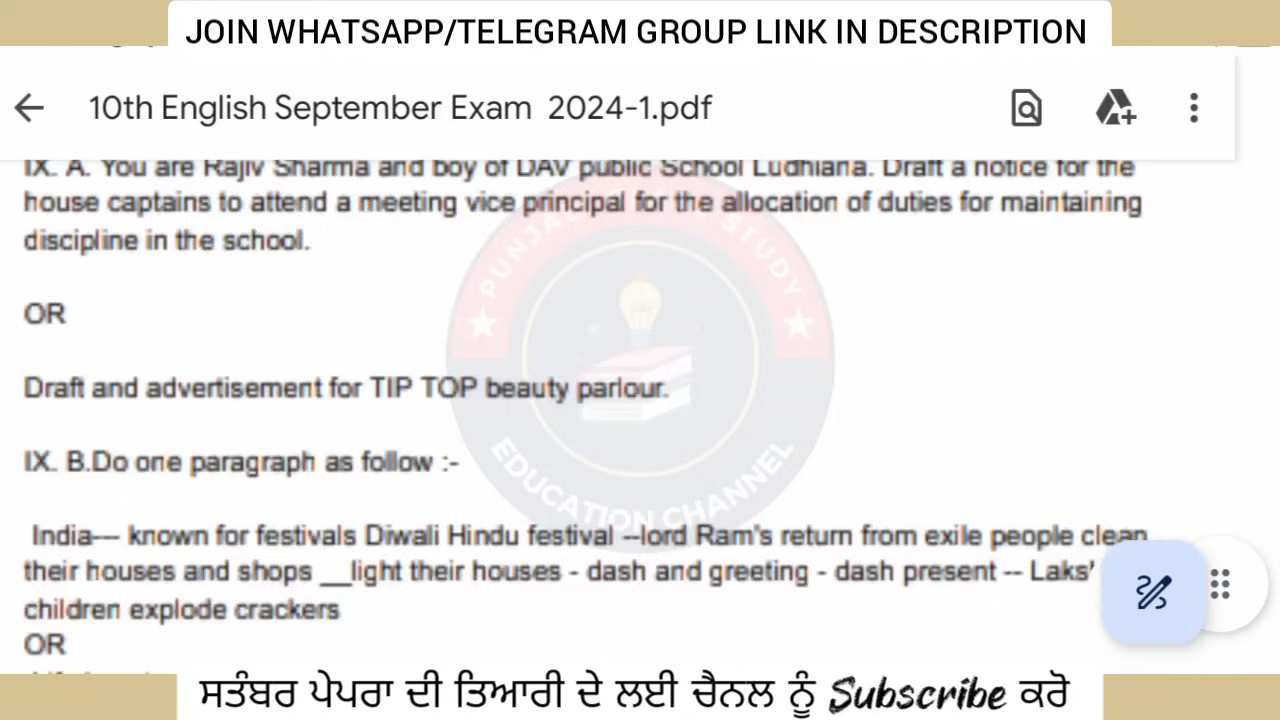 JOIN WHATSAPP/TELEGRAM GROUP LINK IN DESCRIPTION
10th English September Exam 2024-1.pdf
IX. A. You are Rajiv Sharma and boy of DAV public School Ludhiana. Draft a notice for the
house captains to attend a meeting vice principal for the allocation of duties for maintaining
discipline in the school.
OR
Draft and advertisement for TIP TOP beauty parlour.
IX. B.Do one paragraph as follow :-
India--- known for festivals Diwali Hindu festival --lord Ram's return from exile people clean
their houses and shops __light their houses - dash and greeting - dash present -- Laks
children explode crackers
OR
STUDY
EDUCATION CHANNEL
ਸਤੰਬਰ ਪੇਪਰਾ ਦੀ ਤਿਆਰੀ ਦੇ ਲਈ ਚੈਨਲ ਨੂੰ Subscribe ਕਰੋ